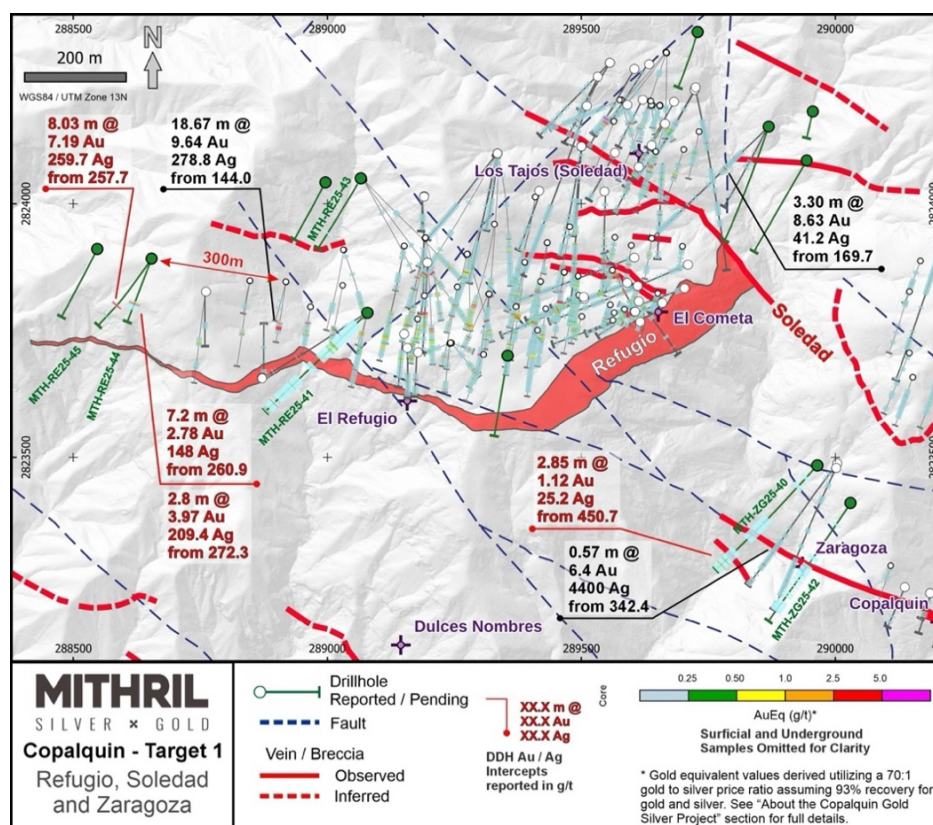 288500
289000
289500
290000
N
200 m
WGS84 / UTM Zone 13N
8.03 m @
7.19 Au
259.7 Ag
from 257.7
18.67 m @
9.64 Au
278.8 Ag
from 144.0
Los Tajos (Soledad)
MTH-RE25-43
2824000
2824000
3.30 m @
8.63 Au
41.2 Ag
from 169.7
300m
El Cometa
Soledad
Refugio
MTH-RE25-45
MTH-RE25-44
MTH-RE25-41
El Refugio
7.2 m @
2.78 Au
148 Ag
from 260.9
2.8 m @
3.97 Au
209.4 Ag
from 272.3
2823500
2823500
2.85 m @
1.12 Au
25.2 Ag
from 450.7
MTH-ZG25-40
0.57 m @
6.4 Au
4400 Ag
from 342.4
Zaragoza
MTH-ZG25-42
Copalquin
Dulces Nombres
288500
289000
289500
290000
MITHRIL
SILVER × GOLD
Copalquin - Target 1
Refugio, Soledad
and Zaragoza
Drillhole
Reported / Pending
Fault
Vein / Breccia
Observed
Inferred
XX.X m @
XX.X Au
XX.X Ag
DDH Au / Ag
Intercepts
reported in g/t
Core
0.25 0.50 1.0 2.5 5.0
AuEq (g/t)*
Surficial and Underground
Samples Omitted for Clarity
* Gold equivalent values derived utilizing a 70:1
gold to silver price ratio assuming 93% recovery for
gold and silver. See “About the Copalquin Gold
Silver Project” section for full details.